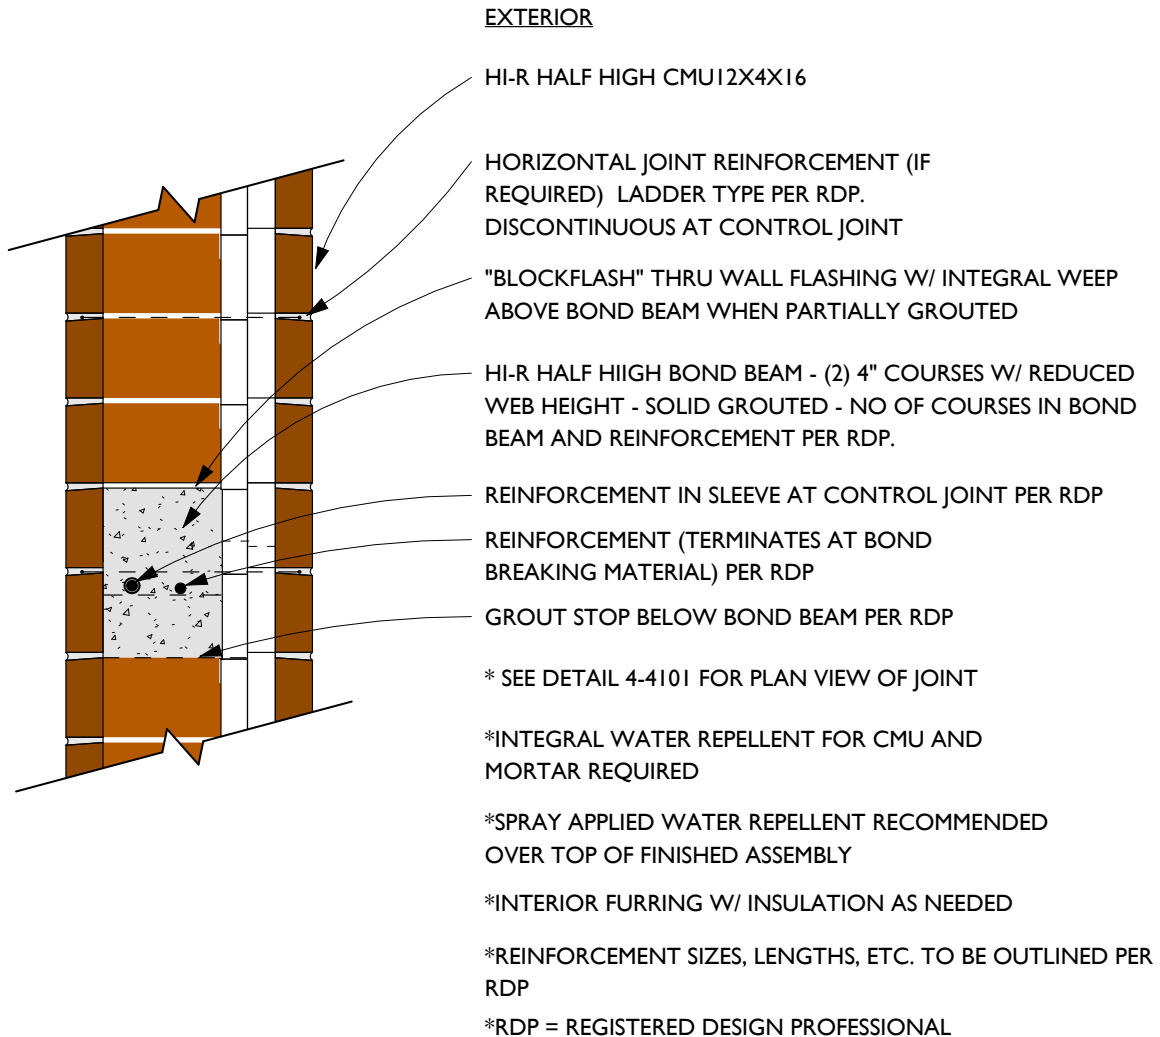 EXTERIOR
HI-R HALF HIGH CMU12X4X16
HORIZONTAL JOINT REINFORCEMENT (IF
REQUIRED) LADDER TYPE PER RDP.
DISCONTINUOUS AT CONTROL JOINT
"BLOCKFLASH" THRU WALL FLASHING W/ INTEGRAL WEEP
ABOVE BOND BEAM WHEN PARTIALLY GROUTED
HI-R HALF HIIGH BOND BEAM - (2) 4" COURSES W/ REDUCED
WEB HEIGHT - SOLID GROUTED - NO OF COURSES IN BOND
BEAM AND REINFORCEMENT PER RDP.
REINFORCEMENT IN SLEEVE AT CONTROL JOINT PER RDP
REINFORCEMENT (TERMINATES AT BOND
BREAKING MATERIAL) PER RDP
GROUT STOP BELOW BOND BEAM PER RDP
* SEE DETAIL 4-4101 FOR PLAN VIEW OF JOINT
*INTEGRAL WATER REPELLENT FOR CMU AND
MORTAR REQUIRED
*SPRAY APPLIED WATER REPELLENT RECOMMENDED
OVER TOP OF FINISHED ASSEMBLY
*INTERIOR FURRING W/ INSULATION AS NEEDED
*REINFORCEMENT SIZES, LENGTHS, ETC. TO BE OUTLINED PER
RDP
*RDP = REGISTERED DESIGN PROFESSIONAL